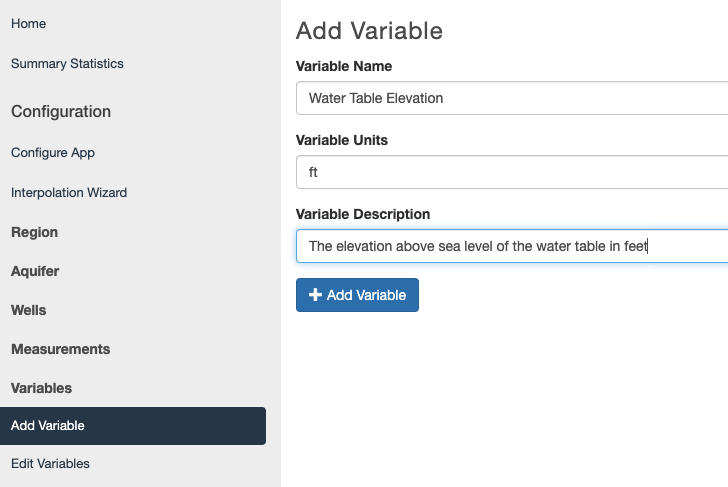 Home
Summary Statistics
Configuration
Configure App
Interpolation Wizard
Region
Aquifer
Wells
Measurements
Variables
Add Variable
Edit Variables
Add Variable
Variable Name
Water Table Elevation
Variable Units
ft
Variable Description
The elevation above sea level of the water table in feet
Add Variable